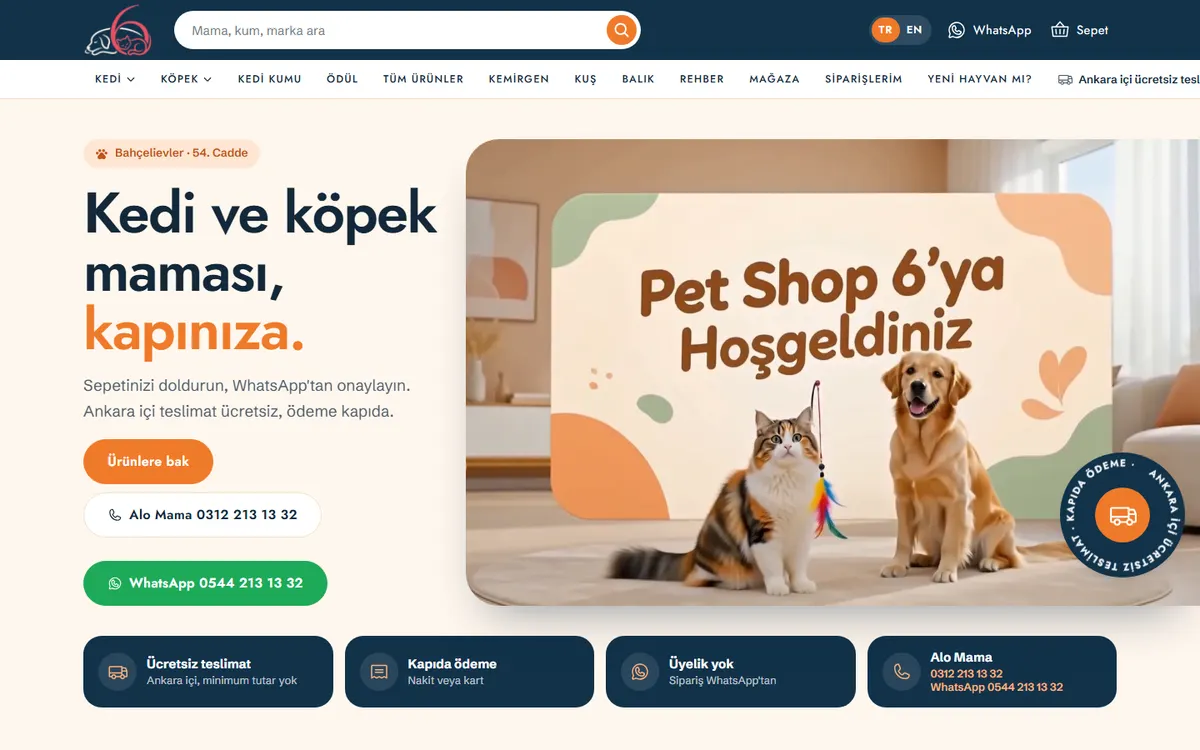 Mama, kum, marka ara
TR EN
WhatsApp
Sepet
KEDİ
KÖPEK
KEDİ KUMU
ÖDÜL
TÜM ÜRÜNLER
KEMİRGEN
KUŞ
BALIK
REHBER
MAĞAZA
SİPARİŞLERİM
YENİ HAYVAN MI?
Ankara içi ücretsiz tesl
Bahçelievler · 54. Cadde
Kedi ve köpek
maması,
kapınıza.
Sepetinizi doldurun, WhatsApp'tan onaylayın.
Ankara içi teslimat ücretsiz, ödeme kapıda.
Ürünlere bak
Alo Mama 0312 213 13 32
WhatsApp 0544 213 13 32
Pet Shop 6'ya
Hoşgeldiniz
ANKARA İÇİ ÜCRETSİZ TESLİMAT · KAPIDA ÖDEME ·
Ücretsiz teslimat
Ankara içi, minimum tutar yok
Kapıda ödeme
Nakit veya kart
Üyelik yok
Sipariş WhatsApp'tan
Alo Mama
0312 213 13 32
WhatsApp 0544 213 13 32